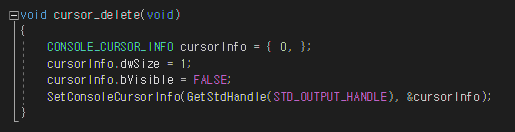 void cursor_delete(void)
{
CONSOLE_CURSOR_INFO cursorInfo = { 0, };
cursorInfo.dwSize = 1;
cursorInfo.bVisible = FALSE;
SetConsoleCursorInfo(GetStdHandle(STD_OUTPUT_HANDLE), &cursorInfo);
}